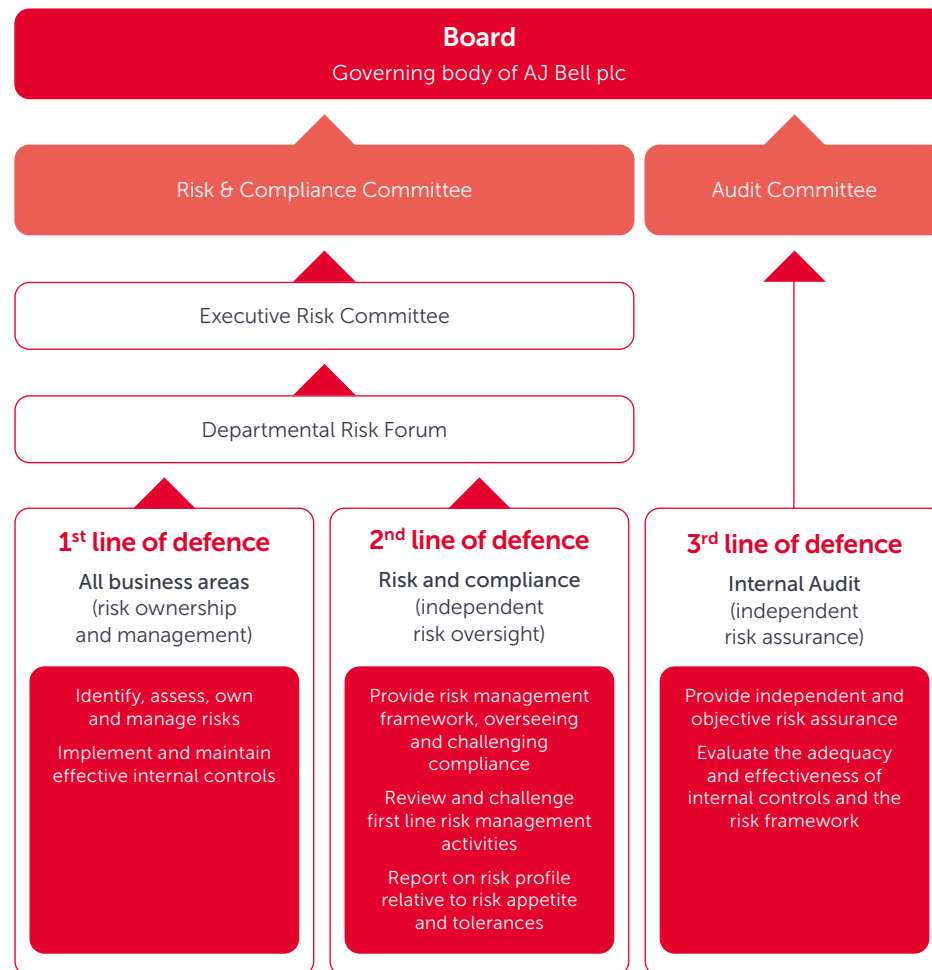 Board
Governing body of AJ Bell plc
Risk & Compliance Committee
Audit Committee
Executive Risk Committee
Departmental Risk Forum
1st line of defence
All business areas
(risk ownership
and management)
Identify, assess, own
and manage risks
Implement and maintain
effective internal controls
2nd line of defence
Risk and compliance
(independent
risk oversight)
Provide risk management
framework, overseeing
and challenging
compliance
Review and challenge
first line risk management
activities
Report on risk profile
relative to risk appetite
and tolerances
3rd line of defence
Internal Audit
(independent
risk assurance)
Provide independent and
objective risk assurance
Evaluate the adequacy
and effectiveness of
internal controls and the
risk framework